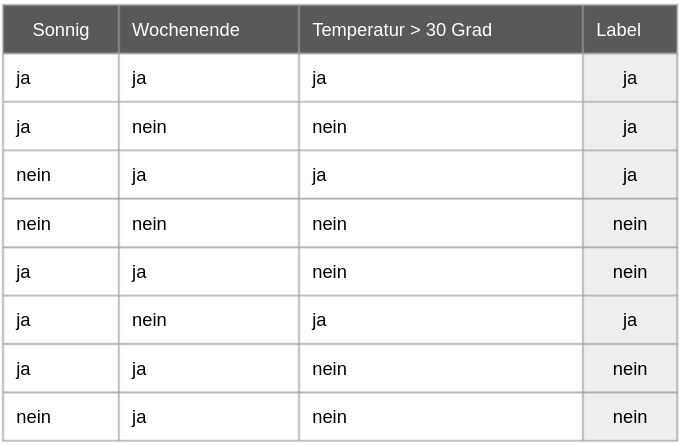 Sonnig Wochenende Temperatur > 30 Grad Label
ja ja ja ja
ja nein nein ja
nein ja ja ja
nein nein nein nein
ja ja nein nein
ja nein ja ja
ja ja nein nein
nein ja nein nein